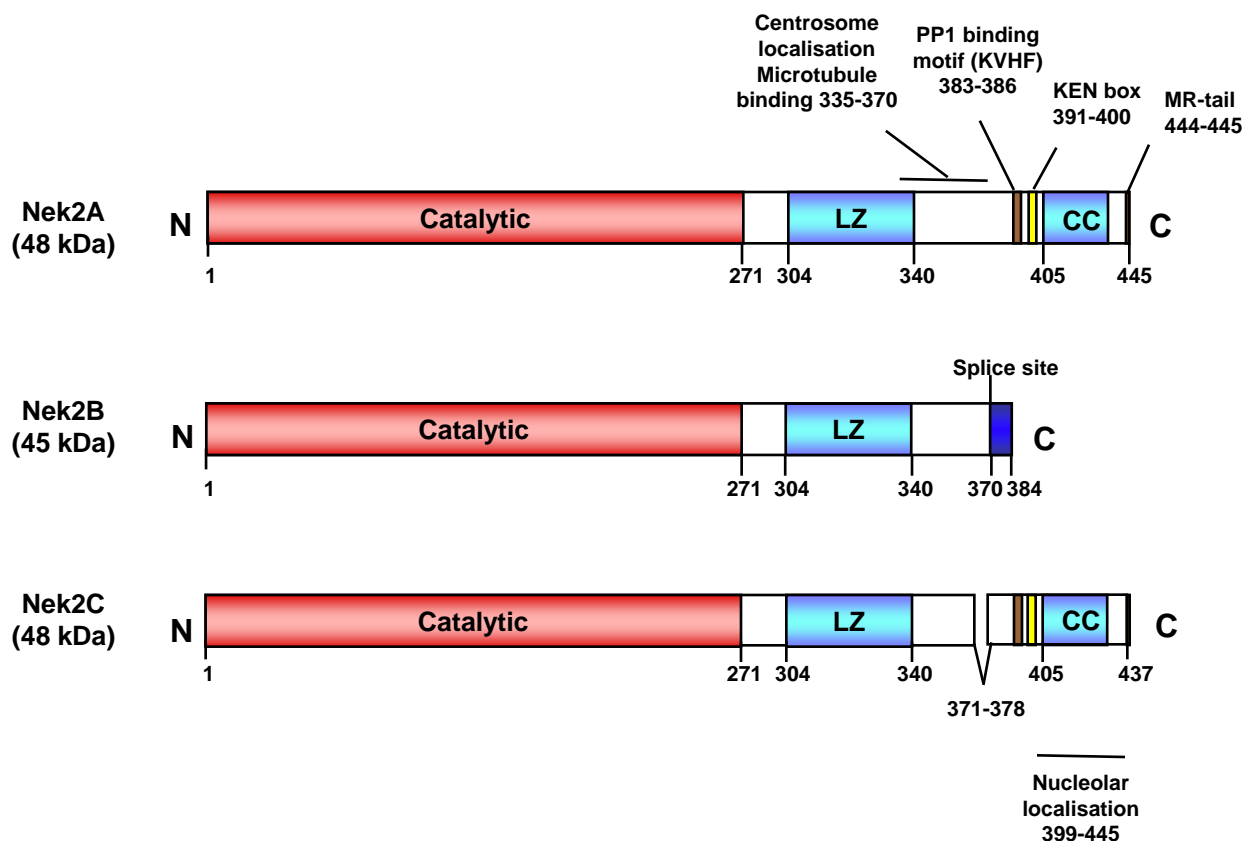 Centrosome
localisation
Microtubule
binding 335-370
PP1 binding
motif (KVHF)
383-386
KEN box
391-400
MR-tail
444-445
Nek2A
(48 kDa)
N
Catalytic
LZ
CC
C
1
271
304
340
405
445
Splice site
Nek2B
(45 kDa)
N
Catalytic
LZ
C
1
271
304
340
370
384
Nek2C
(48 kDa)
N
Catalytic
LZ
CC
C
1
271
304
340
405
437
371-378
Nucleolar
localisation
399-445